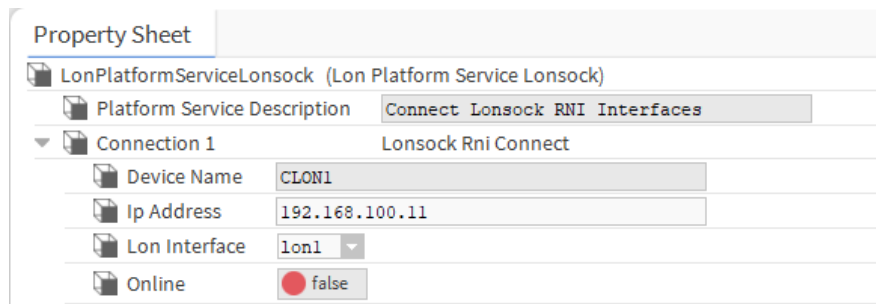 Property Sheet
LonPlatformServiceLonsock (Lon Platform Service Lonsock)
Platform Service Description Connect Lonsock RNI Interfaces
Connection 1 Lonsock Rni Connect
Device Name CLON1
Ip Address 192.168.100.11
Lon Interface lon1
Online false